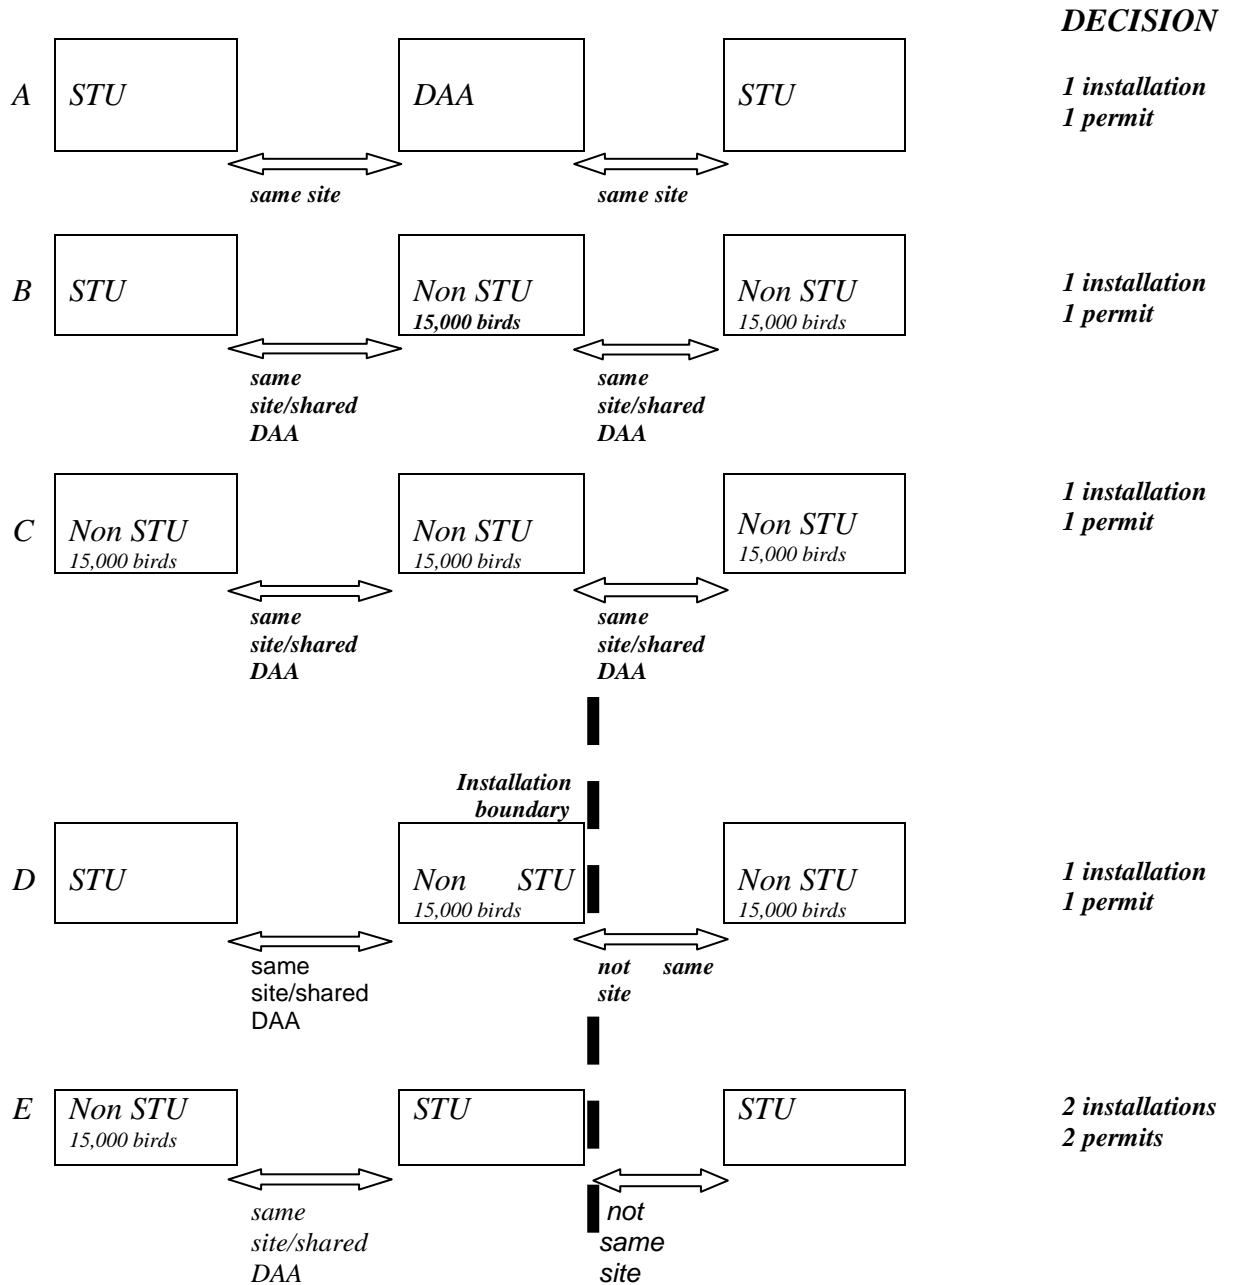 DECISION
A
STU
DAA
STU
1 installation
1 permit
same site
same site
B
STU
Non STU
15,000 birds
Non STU
15,000 birds
1 installation
1 permit
same
site/shared
DAA
same
site/shared
DAA
C
Non STU
15,000 birds
Non STU
15,000 birds
Non STU
15,000 birds
1 installation
1 permit
same
site/shared
DAA
same
site/shared
DAA
Installation
boundary
D
STU
Non STU
15,000 birds
Non STU
15,000 birds
1 installation
1 permit
same
site/shared
DAA
not same
site
E
Non STU
15,000 birds
STU
STU
2 installations
2 permits
same
site/shared
DAA
not
same
site